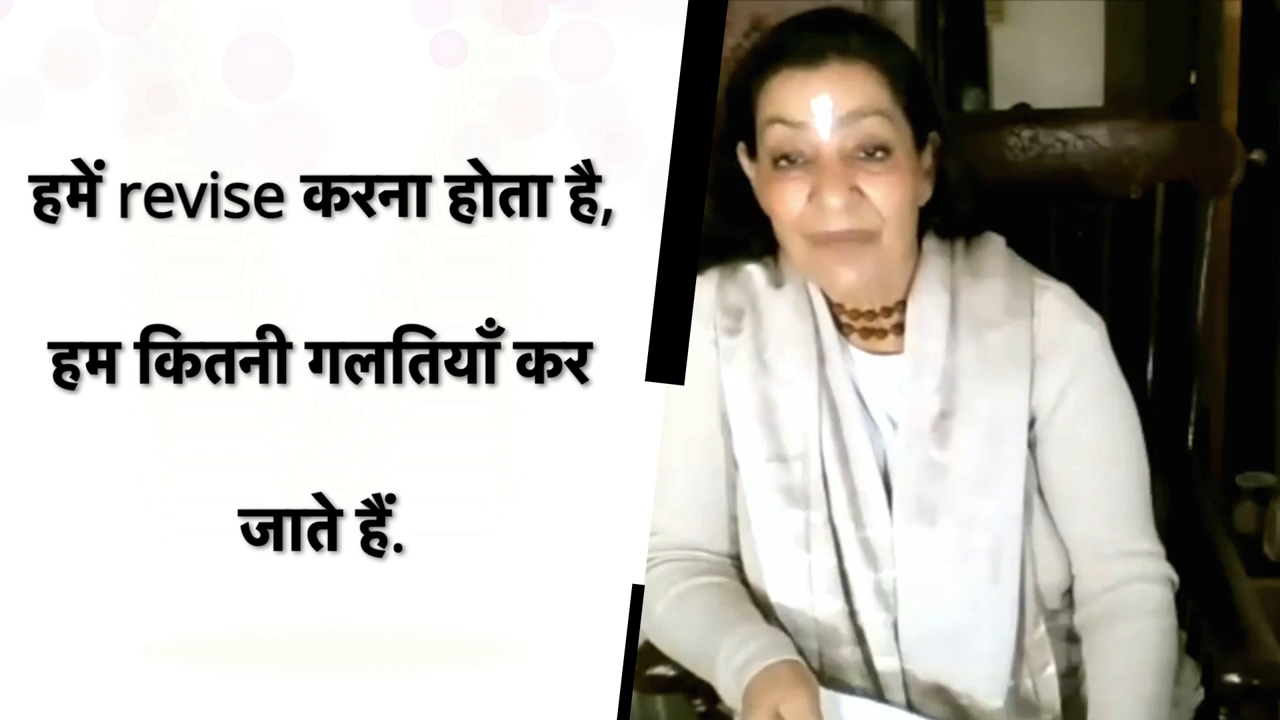 हमें revise करना होता है,
हम कितनी गलतियाँ कर
जाते हैं.